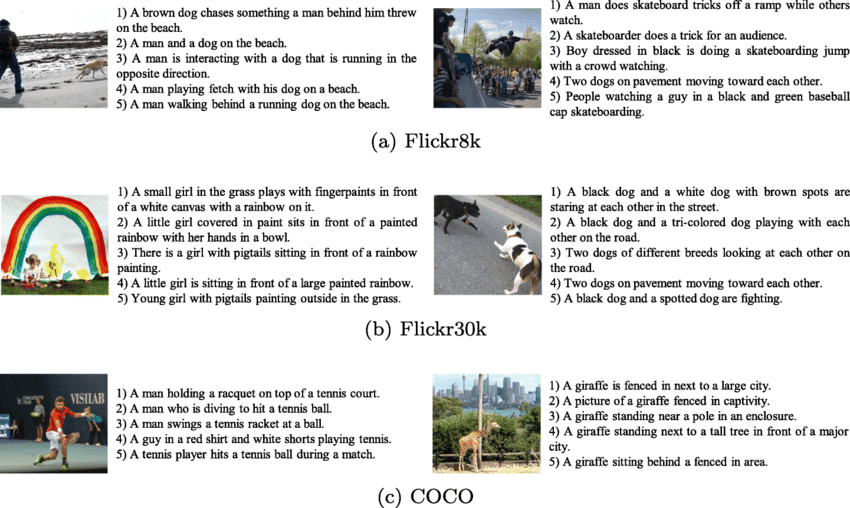 1) A brown dog chases something a man behind him threw
on the beach.
2) A man and a dog on the beach.
3) A man is interacting with a dog that is running in the
opposite direction.
4) A man playing fetch with his dog on a beach.
5) A man walking behind a running dog on the beach.
1) A man does skateboard tricks off a ramp while others
watch.
2) A skateboarder does a trick for an audience.
3) Boy dressed in black is doing a skateboarding jump
with a crowd watching.
4) Two dogs on pavement moving toward each other.
5) People watching a guy in a black and green baseball
cap skateboarding.
(a) Flickr8k
1) A small girl in the grass plays with fingerpaints in front
of a white canvas with a rainbow on it.
2) A little girl covered in paint sits in front of a painted
rainbow with her hands in a bowl.
3) There is a girl with pigtails sitting in front of a rainbow
painting.
4) A little girl is sitting in front of a large painted rainbow.
5) Young girl with pigtails painting outside in the grass.
1) A black dog and a white dog with brown spots are
staring at each other in the street.
2) A black dog and a tri-colored dog playing with each
other on the road.
3) Two dogs of different breeds looking at each other on
the road.
4) Two dogs on pavement moving toward each other.
5) A black dog and a spotted dog are fighting.
(b) Flickr30k
VISILAB
1) A man holding a racquet on top of a tennis court.
2) A man who is diving to hit a tennis ball.
3) A man swings a tennis racket at a ball.
4) A guy in a red shirt and white shorts playing tennis.
5) A tennis player hits a tennis ball during a match.
1) A giraffe is fenced in next to a large city.
2) A picture of a giraffe fenced in captivity.
3) A giraffe standing near a pole in an enclosure.
4) A giraffe standing next to a tall tree in front of a major
city.
5) A giraffe sitting behind a fenced in area.
(c) COCO